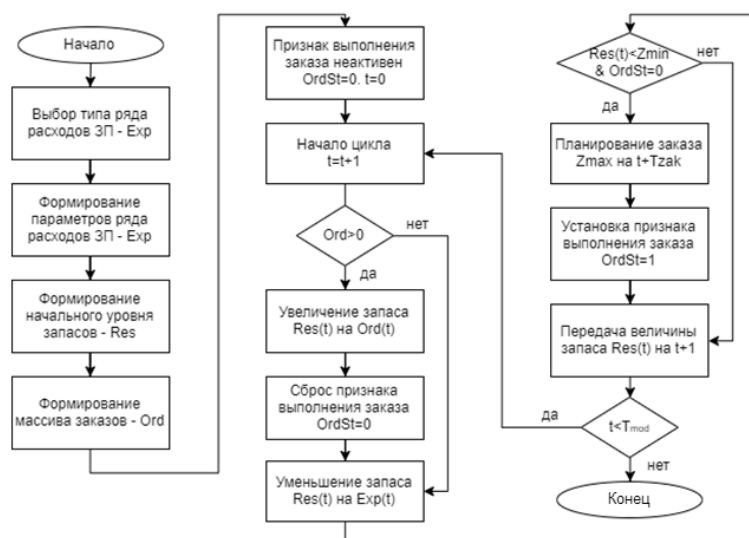 Начало
Выбор типа ряда
расходов ЗП - Exp
Формирование
параметров ряда
расходов ЗП - Exp
Формирование
начального уровня
запасов - Res
Формирование
массива заказов - Ord
Признак выполнения
заказа неактивен
OrdSt=0. t=0
Начало цикла
t=t+1
Ord>0
нет
да
Увеличение запаса
Res(t) на Ord(t)
Сброс признака
выполнения заказа
OrdSt=0
Уменьшение запаса
Res(t) на Exp(t)
Res(t)<Zmin
& OrdSt=0
нет
да
Планирование заказа
Zmax на t+Tzak
Установка признака
выполнения заказа
OrdSt=1
Передача величины
запаса Res(t) на t+1
да
t<Tmod
нет
Конец